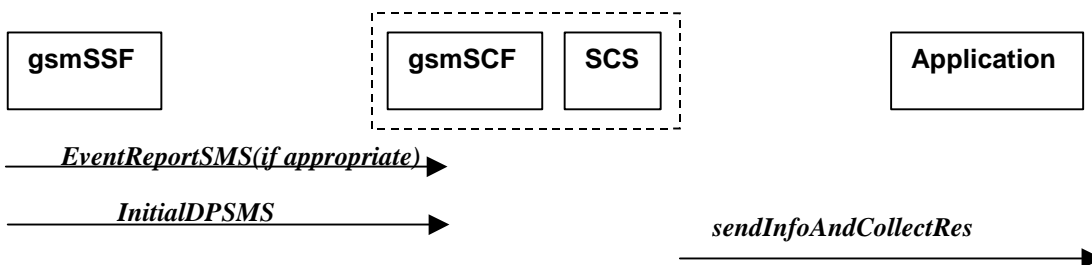 gsmSSF
gsmSCF
SCS
Application
EventReportSMS(if appropriate)
InitialDPSMS
sendInfoAndCollectRes